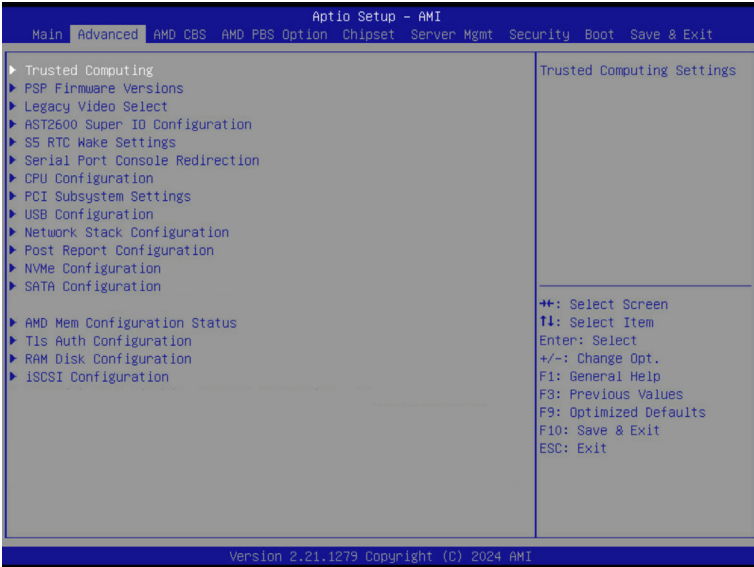 Aptio Setup - AMI
Main Advanced AMD CBS AMD PBS Option Chipset Server Mgmt Security Boot Save & Exit
Trusted Computing
PSP Firmware Versions
Legacy Video Select
AST2600 Super IO Configuration
S5 RTC Wake Settings
Serial Port Console Redirection
CPU Configuration
PCI Subsystem Settings
USB Configuration
Network Stack Configuration
Post Report Configuration
NVMe Configuration
SATA Configuration
AMD Mem Configuration Status
Tls Auth Configuration
RAM Disk Configuration
iSCSI Configuration
Trusted Computing Settings
→←: Select Screen
↑↓: Select Item
Enter: Select
+/-: Change Opt.
F1: General Help
F3: Previous Values
F9: Optimized Defaults
F10: Save & Exit
ESC: Exit
Version 2.21.1279 Copyright (C) 2024 AMI